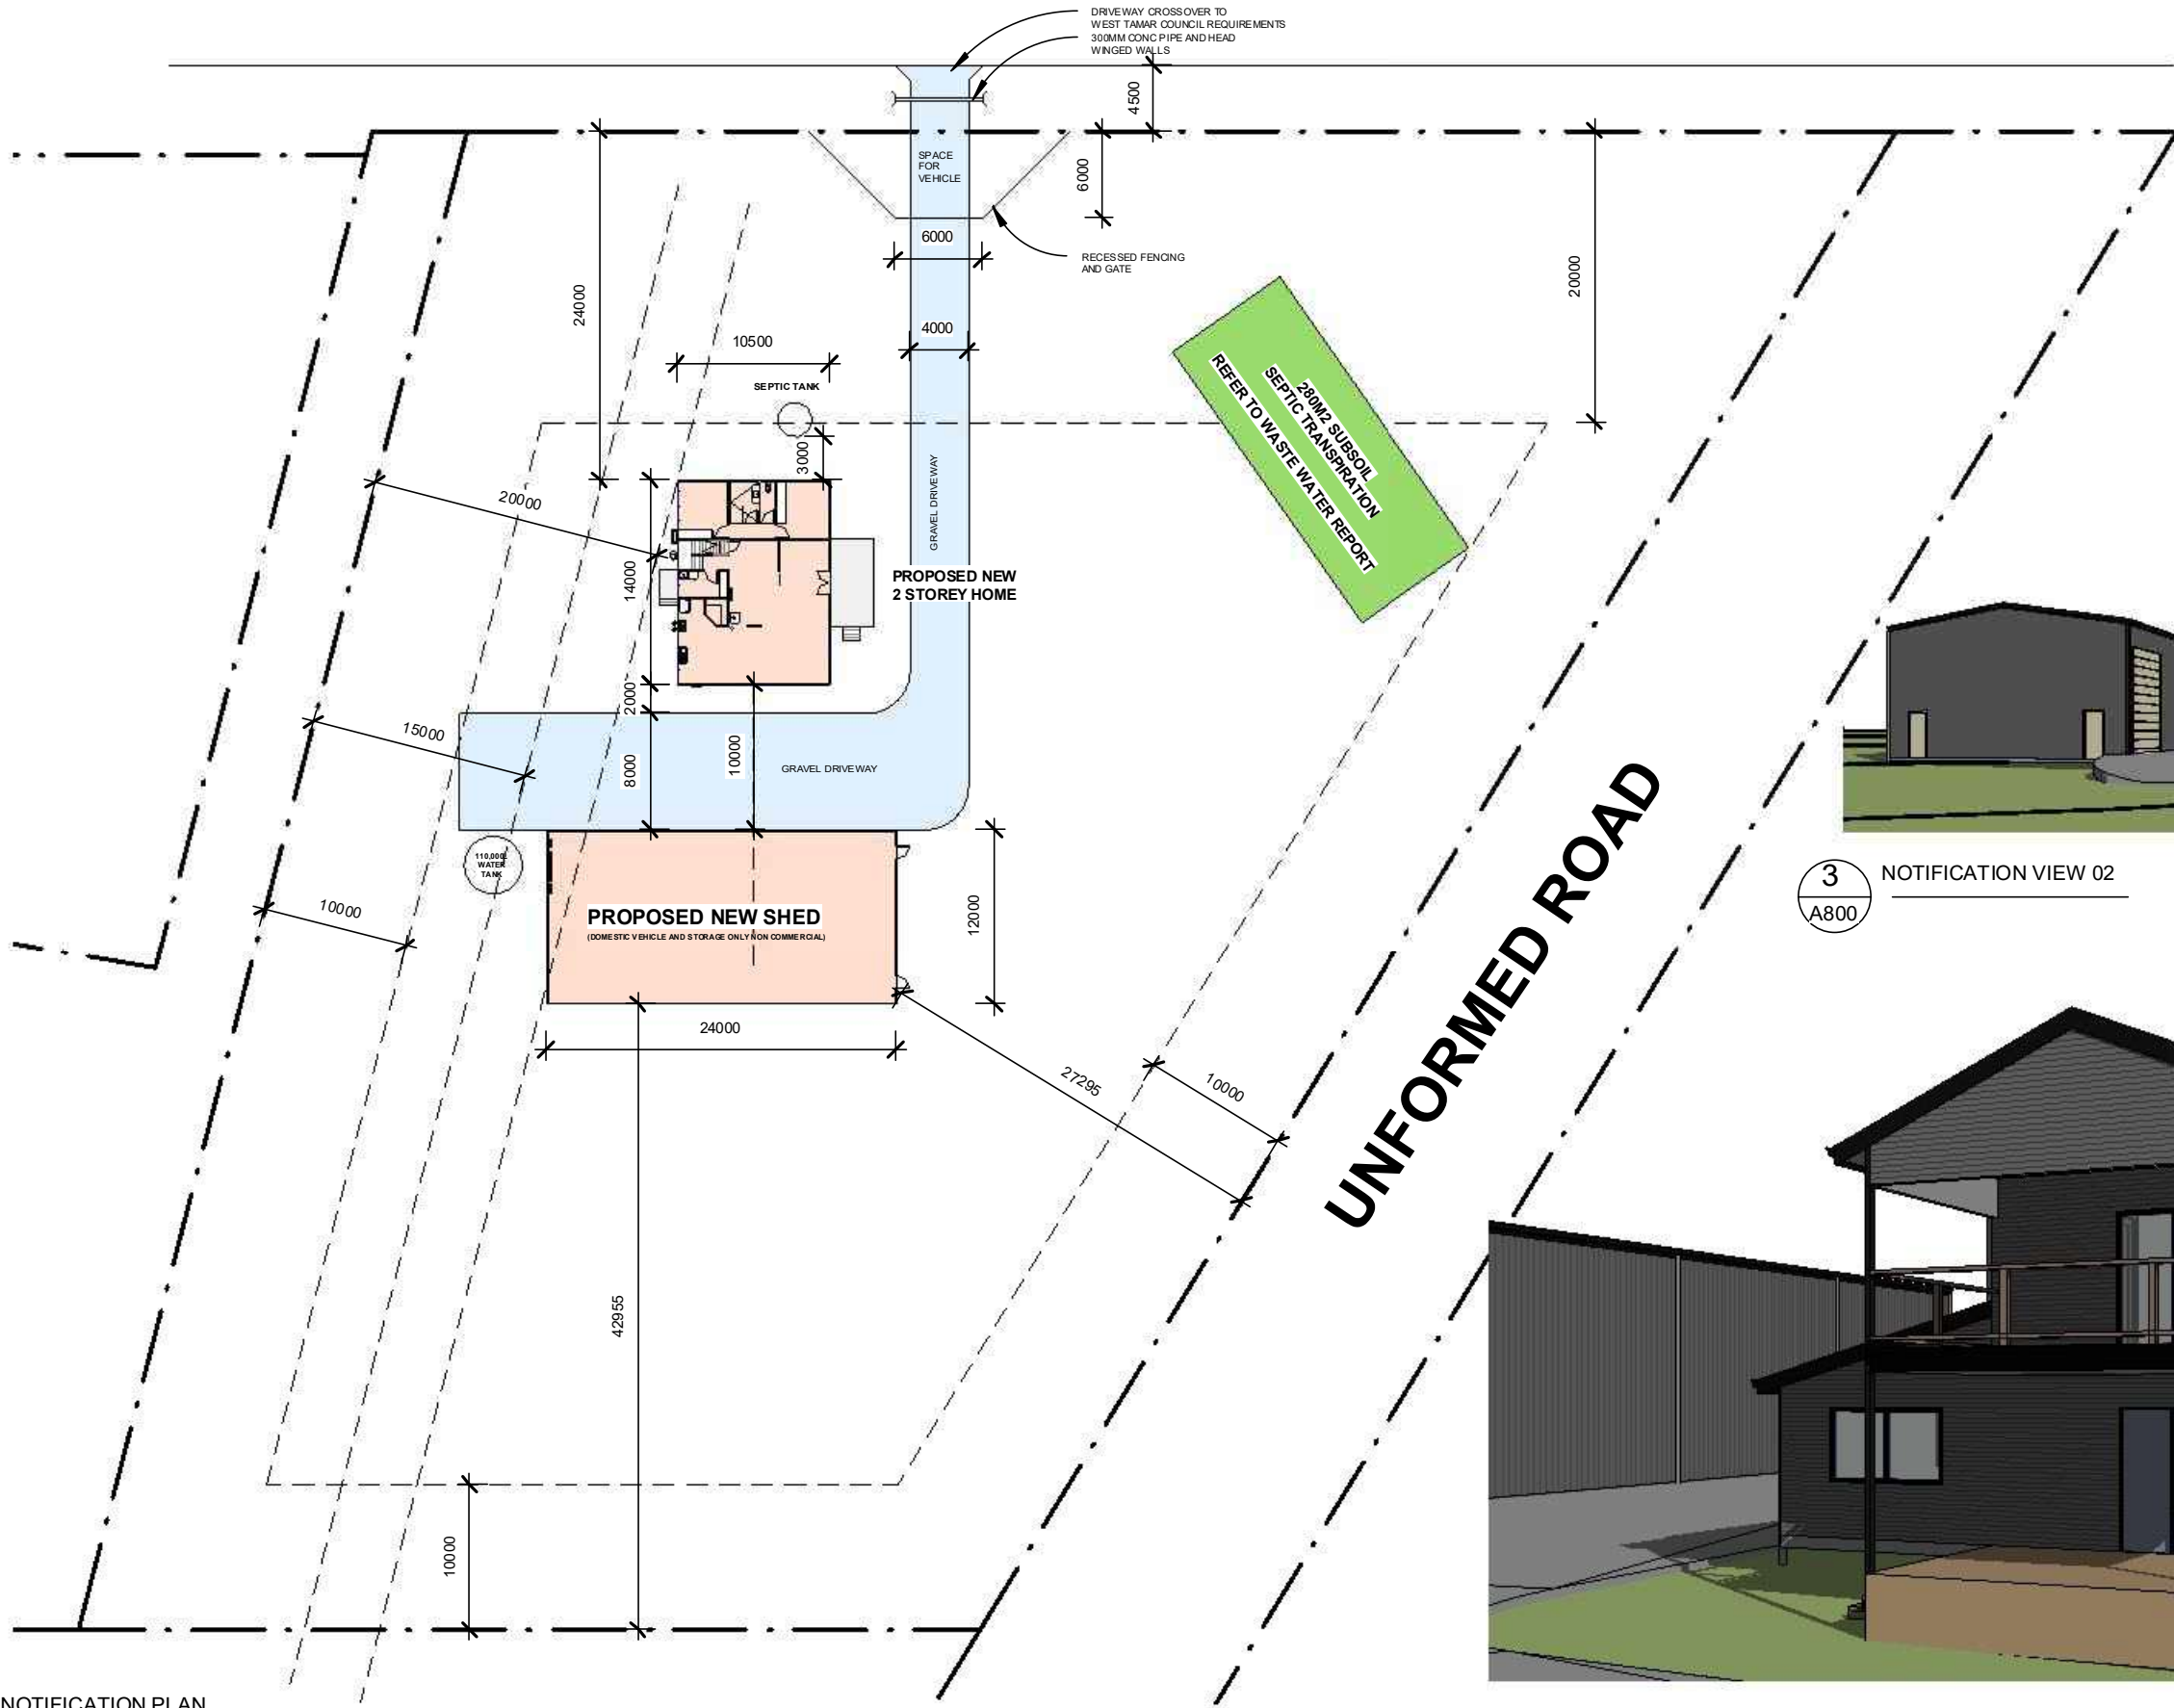 DRIVEWAY CROSSOVER TO
WEST TAMAR COUNCIL REQUIREMENTS
300MM CONC PIPE AND HEAD
WINGED WALLS
4500
SPACE
FOR
VEHICLE
6000
6000
RECESSED FENCING
AND GATE
24000
20000
4000
10500
SEPTIC TANK
3000
280M2 SUBSOIL
SEPTIC TRANSPIRATION
REFER TO WASTE WATER REPORT
GRAVEL DRIVEWAY
20000
14000
PROPOSED NEW
2 STOREY HOME
2000
15000
8000
10000
GRAVEL DRIVEWAY
UNFORMED ROAD
110,000L
WATER
TANK
10000
PROPOSED NEW SHED
(DOMESTIC VEHICLE AND STORAGE ONLY NON COMMERCIAL)
12000
3
A800
NOTIFICATION VIEW 02
24000
27295
10000
42955
10000
NOTIFICATION PLAN